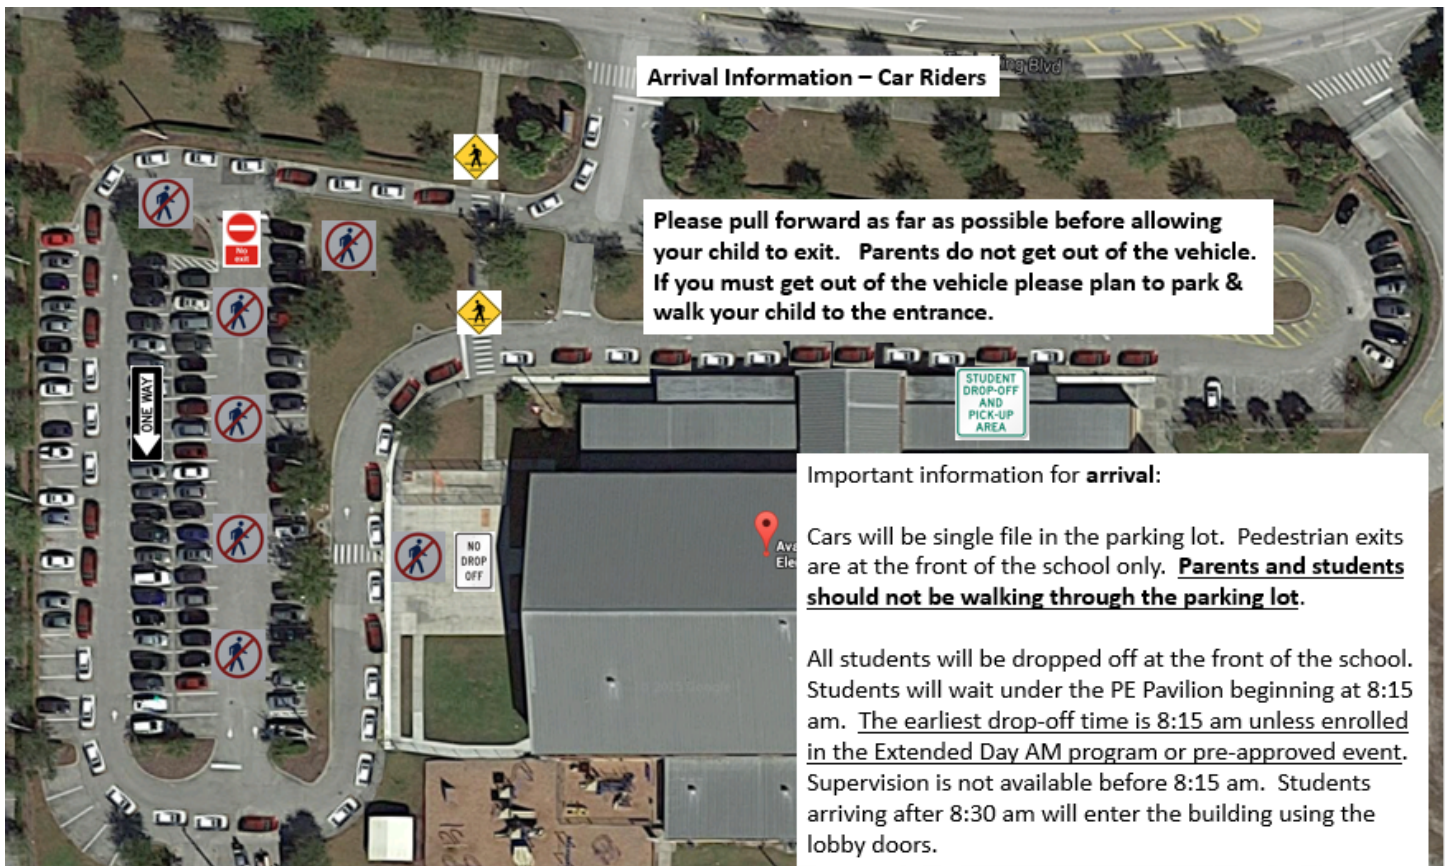 ing Blvd
Arrival Information – Car Riders
Please pull forward as far as possible before allowing
your child to exit.   Parents do not get out of the vehicle.
If you must get out of the vehicle please plan to park &
walk your child to the entrance.
No
exit
ONE WAY
STUDENT
DROP-OFF
AND
PICK-UP
AREA
NO
DROP
OFF
Ava
Ele
Important information for arrival:
Cars will be single file in the parking lot.  Pedestrian exits
are at the front of the school only.  Parents and students
should not be walking through the parking lot.
All students will be dropped off at the front of the school.
Students will wait under the PE Pavilion beginning at 8:15
am.  The earliest drop-off time is 8:15 am unless enrolled
in the Extended Day AM program or pre-approved event.
Supervision is not available before 8:15 am.  Students
arriving after 8:30 am will enter the building using the
lobby doors.